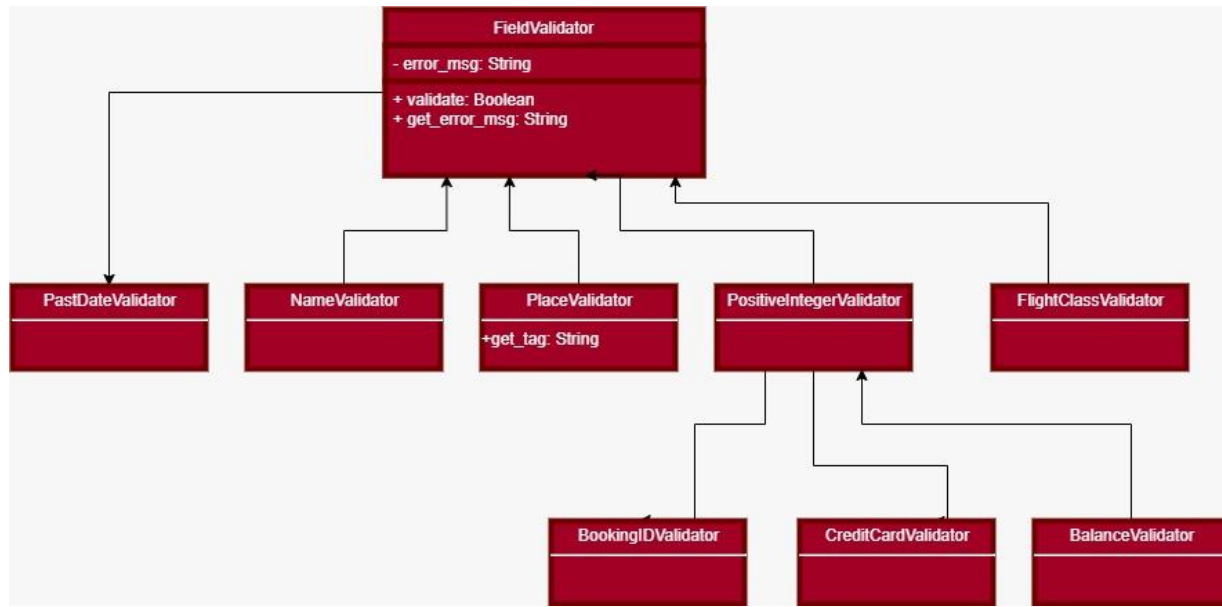 FieldValidator
- error_msg: String
+ validate: Boolean
+ get_error_msg: String
PastDateValidator
NameValidator
PlaceValidator
+get_tag: String
PositiveIntegerValidator
FlightClassValidator
BookingIDValidator
CreditCardValidator
BalanceValidator